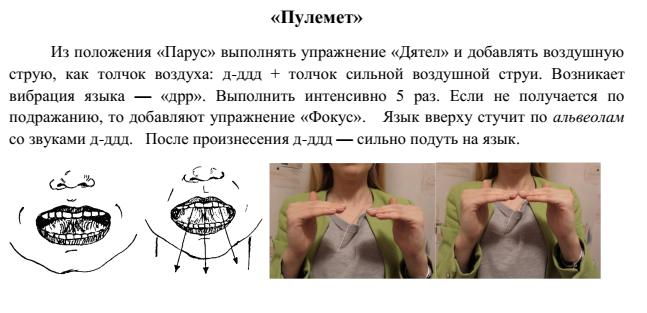 «Пулемет»
Из положения «Парус» выполнять упражнение «Дятел» и добавлять воздушную
струю, как толчок воздуха: д-ддд + толчок сильной воздушной струи. Возникает
вибрация языка — «дрр». Выполнить интенсивно 5 раз. Если не получается по
подражанию, то добавляют упражнение «Фокус». Язык вверху стучит по альвеолам
со звуками д-ддд. После произнесения д-ддд — сильно подуть на язык.